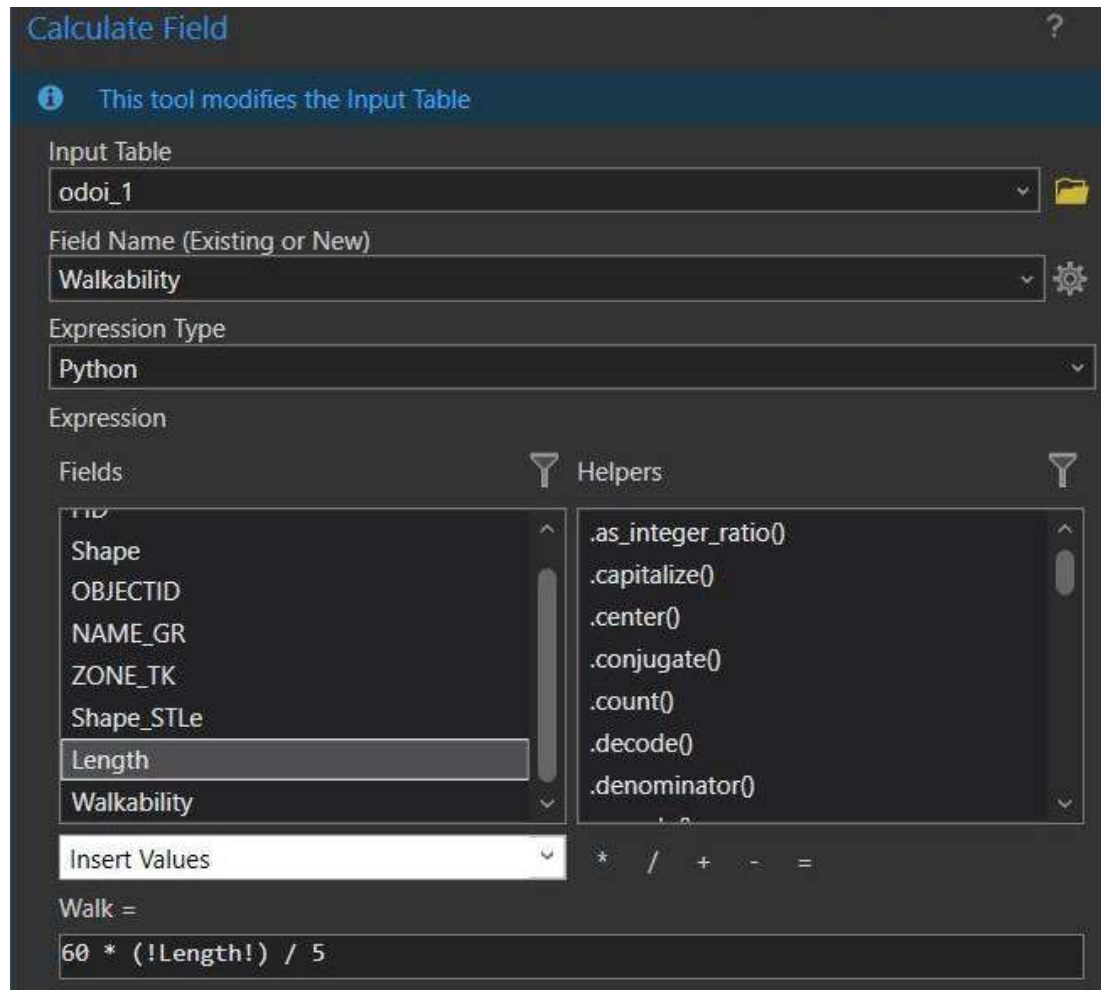 Calculate Field ?
This tool modifies the Input Table
Input Table
odoi_1
Field Name (Existing or New)
Walkability
Expression Type
Python
Expression
Fields
Helpers
Shape
OBJECTID
NAME_GR
ZONE_TK
Shape_STLe
Length
Walkability
.as_integer_ratio()
.capitalize()
.center()
.conjugate()
.count()
.decode()
.denominator()
Insert Values
* / + - =
Walk =
60 * (!Length!) / 5